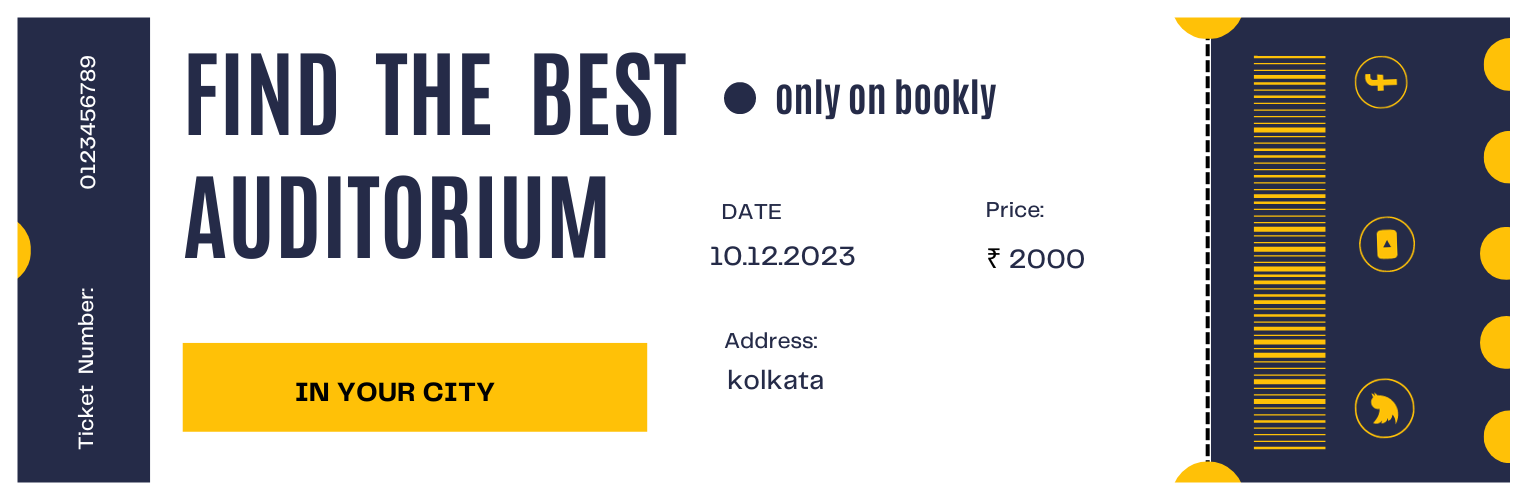 Ticket Number: 0123456789
FIND THE BEST
AUDITORIUM
IN YOUR CITY
only on bookly
DATE
10.12.2023
Price:
₹ 2000
Address:
kolkata